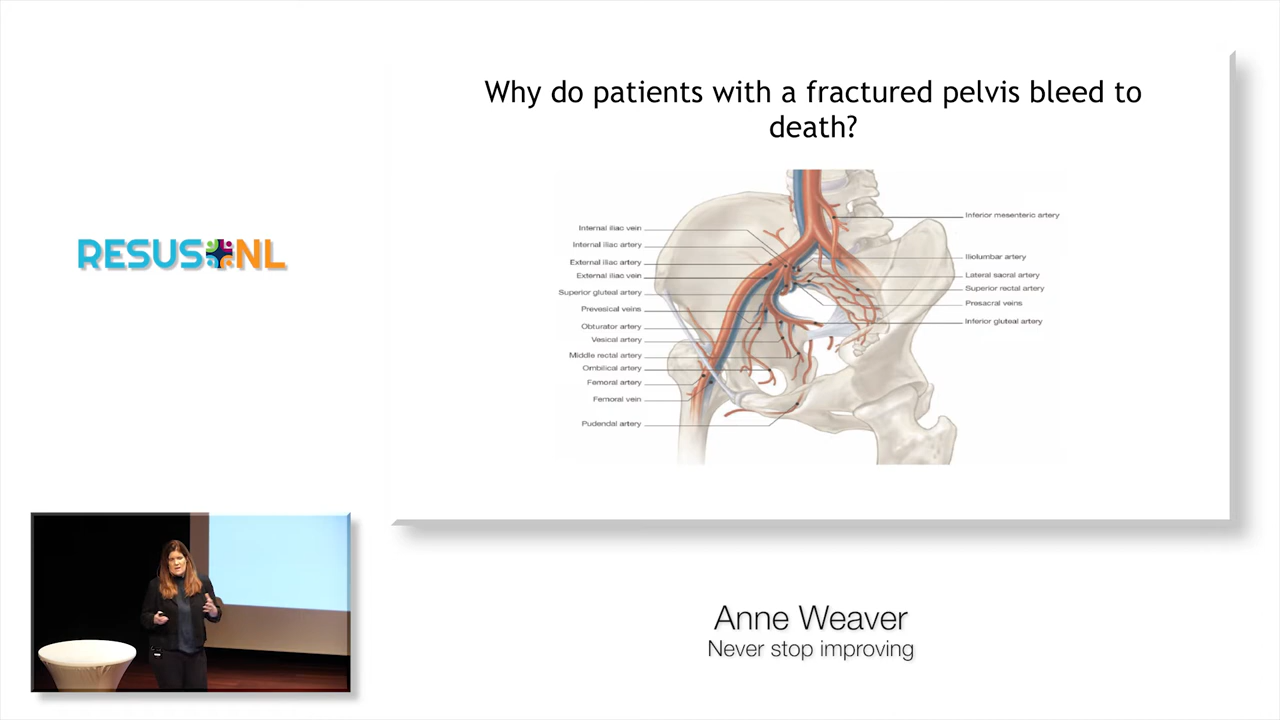 Why do patients with a fractured pelvis bleed to
death?
RESUS NL
Internal iliac vein
Internal iliac artery
External iliac artery
External iliac vein
Superior gluteal artery
Prevesical veins
Obturator artery
Vesical artery
Middle rectal artery
Ombilical artery
Femoral artery
Femoral vein
Pudendal artery
Inferior mesenteric artery
Iliolumbar artery
Lateral sacral artery
Superior rectal artery
Presacral veins
Inferior gluteal artery
Anne Weaver
Never stop improving